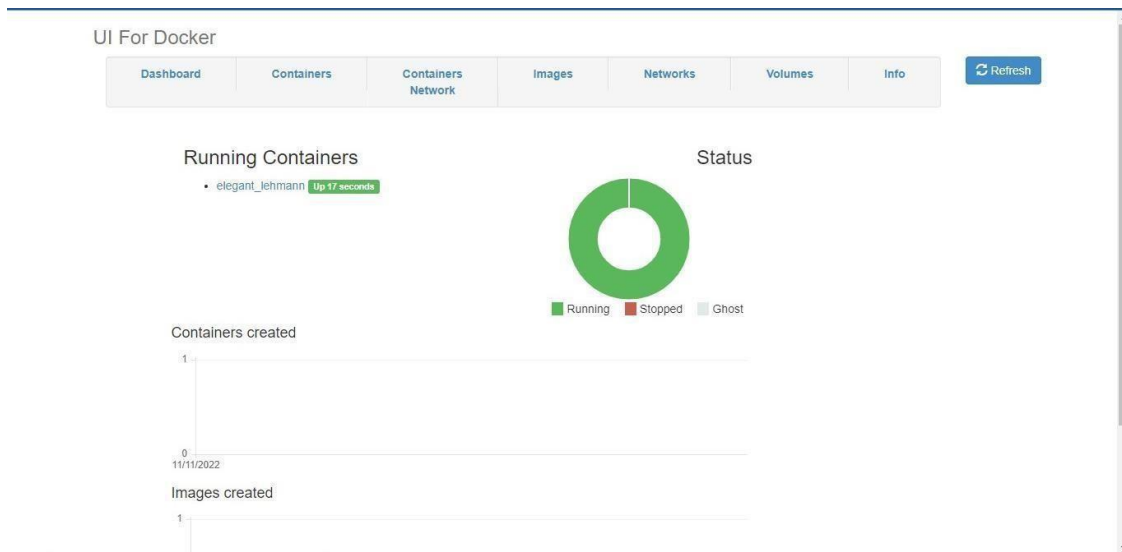 UI For Docker
Dashboard
Containers
Containers
Network
Images
Networks
Volumes
Info
Refresh
Running Containers
elegant_lehmann Up 17 seconds
Status
Running Stopped Ghost
Containers created
1
0
11/11/2022
Images created
1